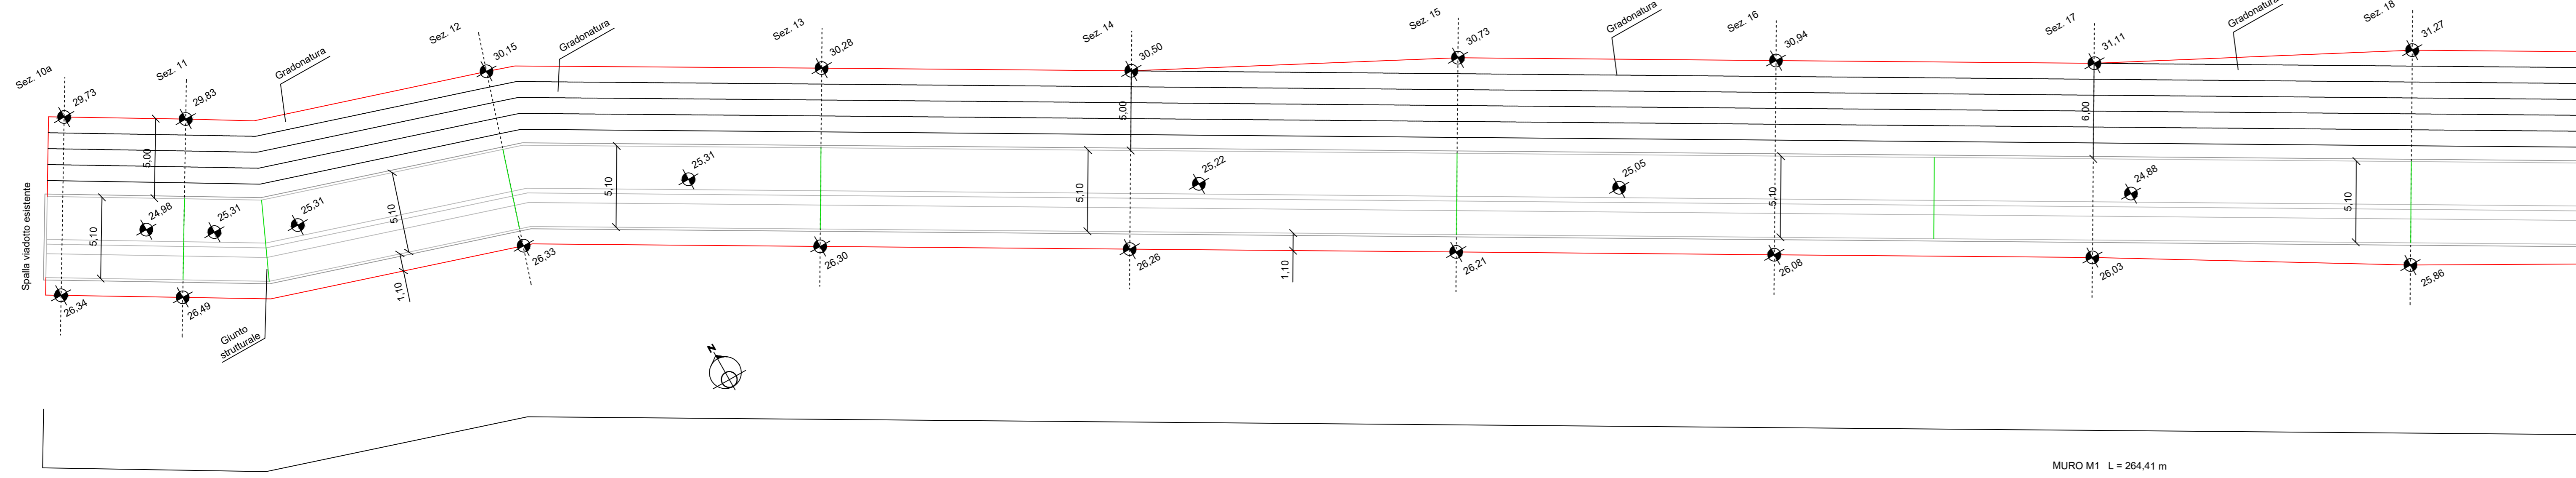 Sez. 10a
29,73
Sez. 11
29,83
Gradonatura
Sez. 12
30,15
Gradonatura
Sez. 13
30,28
Sez. 14
30,50
Sez. 15
30,73
Gradonatura
Sez. 16
30,94
Sez. 17
31,11
Gradonatura
Sez. 18
31,27
5,00
5,00
6,00
Spalla viadotto esistente
5,10
24,98
25,31
25,31
5,10
5,10
25,31
5,10
25,22
25,05
5,10
24,88
5,10
26,34
26,49
1,10
26,33
26,30
26,26
1,10
26,21
26,08
26,03
25,86
Giunto
strutturale
N
MURO M1 L = 264,41 m